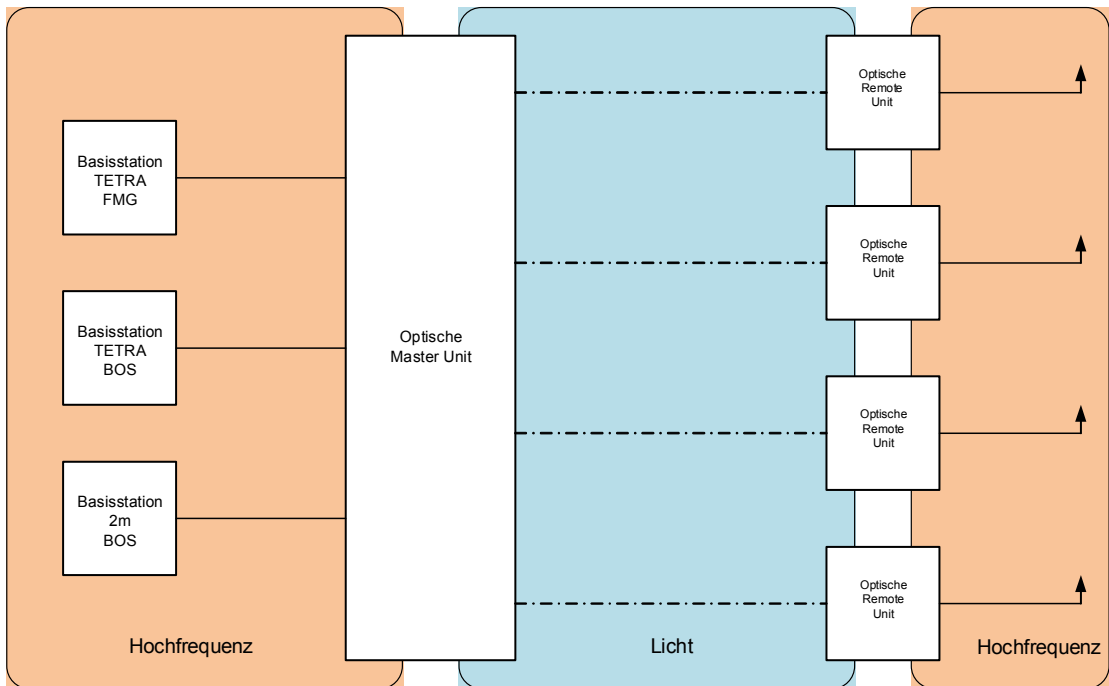 Basisstation
TETRA
FMG
Basisstation
TETRA
BOS
Basisstation
2m
BOS
Hochfrequenz
Optische
Master Unit
Licht
Optische
Remote
Unit
Optische
Remote
Unit
Optische
Remote
Unit
Optische
Remote
Unit
Hochfrequenz